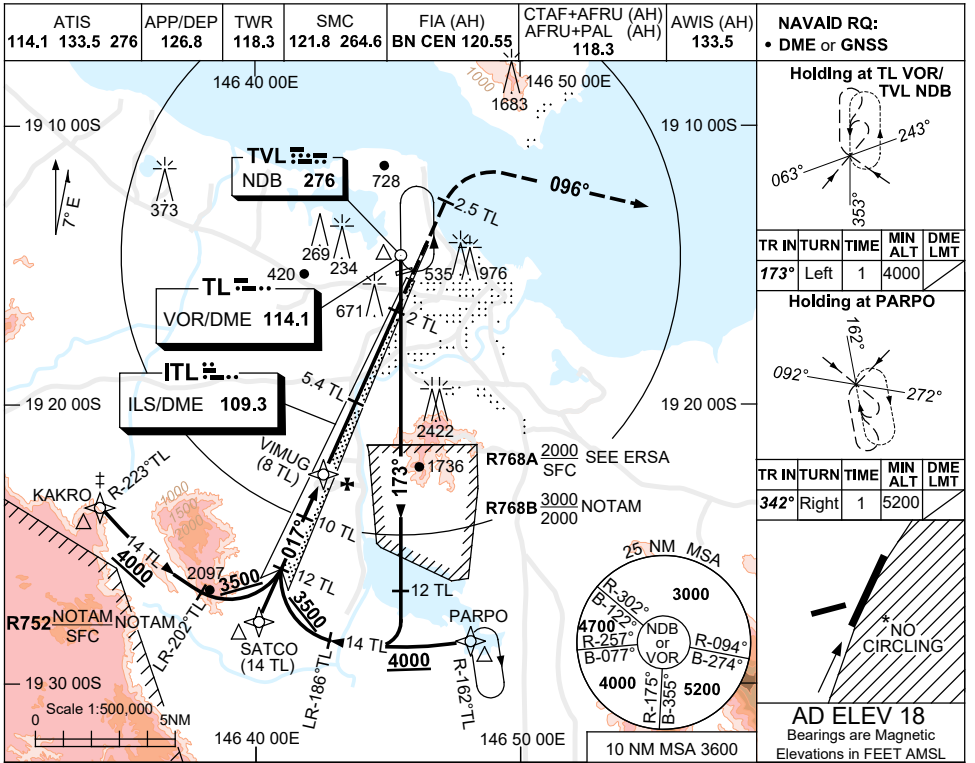 ATIS
114.1 133.5 276
APP/DEP
126.8
TWR
118.3
SMC
121.8 264.6
FIA (AH)
BN CEN 120.55
CTAF+AFRU (AH)
AFRU+PAL (AH)
118.3
AWIS (AH)
133.5
NAVAID RQ:
• DME or GNSS
146 40 00E
146 50 00E
1000
1683
19 10 00S
19 10 00S
7° E
373
TVL
NDB 276
728
096°
2.5 TL
269
234
420
535
976
671
TL
VOR/DME 114.1
2 TL
ITL
ILS/DME 109.3
5.4 TL
19 20 00S
19 20 00S
2422
1736
VIMUG
(8 TL)
173°
R768A 2000
SFC
SEE ERSA
R768B 3000
2000
NOTAM
KAKRO
‡
R-223°TL
1000
1500
10 TL
017°
14 TL
4000
2097
3500
12 TL
3500
12 TL
R752 NOTAM
SFC
NOTAM
LR-202°TL
SATCO
(14 TL)
LR-186°TL
14 TL
4000
PARPO
R-162°TL
19 30 00S
Scale 1:500,000
0
5NM
146 40 00E
146 50 00E
25 NM MSA
3000
R-302°
B-122°
4700
R-257°
B-077°
NDB
or
VOR
R-094°
B-274°
4000
R-175°
B-355°
5200
10 NM MSA 3600
Holding at TL VOR/
TVL NDB
243°
063°
353°
TR IN TURN TIME MIN ALT DME LMT
173° Left 1 4000
Holding at PARPO
162°
092°
272°
TR IN TURN TIME MIN ALT DME LMT
342° Right 1 5200
*NO
CIRCLING
AD ELEV 18
Bearings are Magnetic
Elevations in FEET AMSL